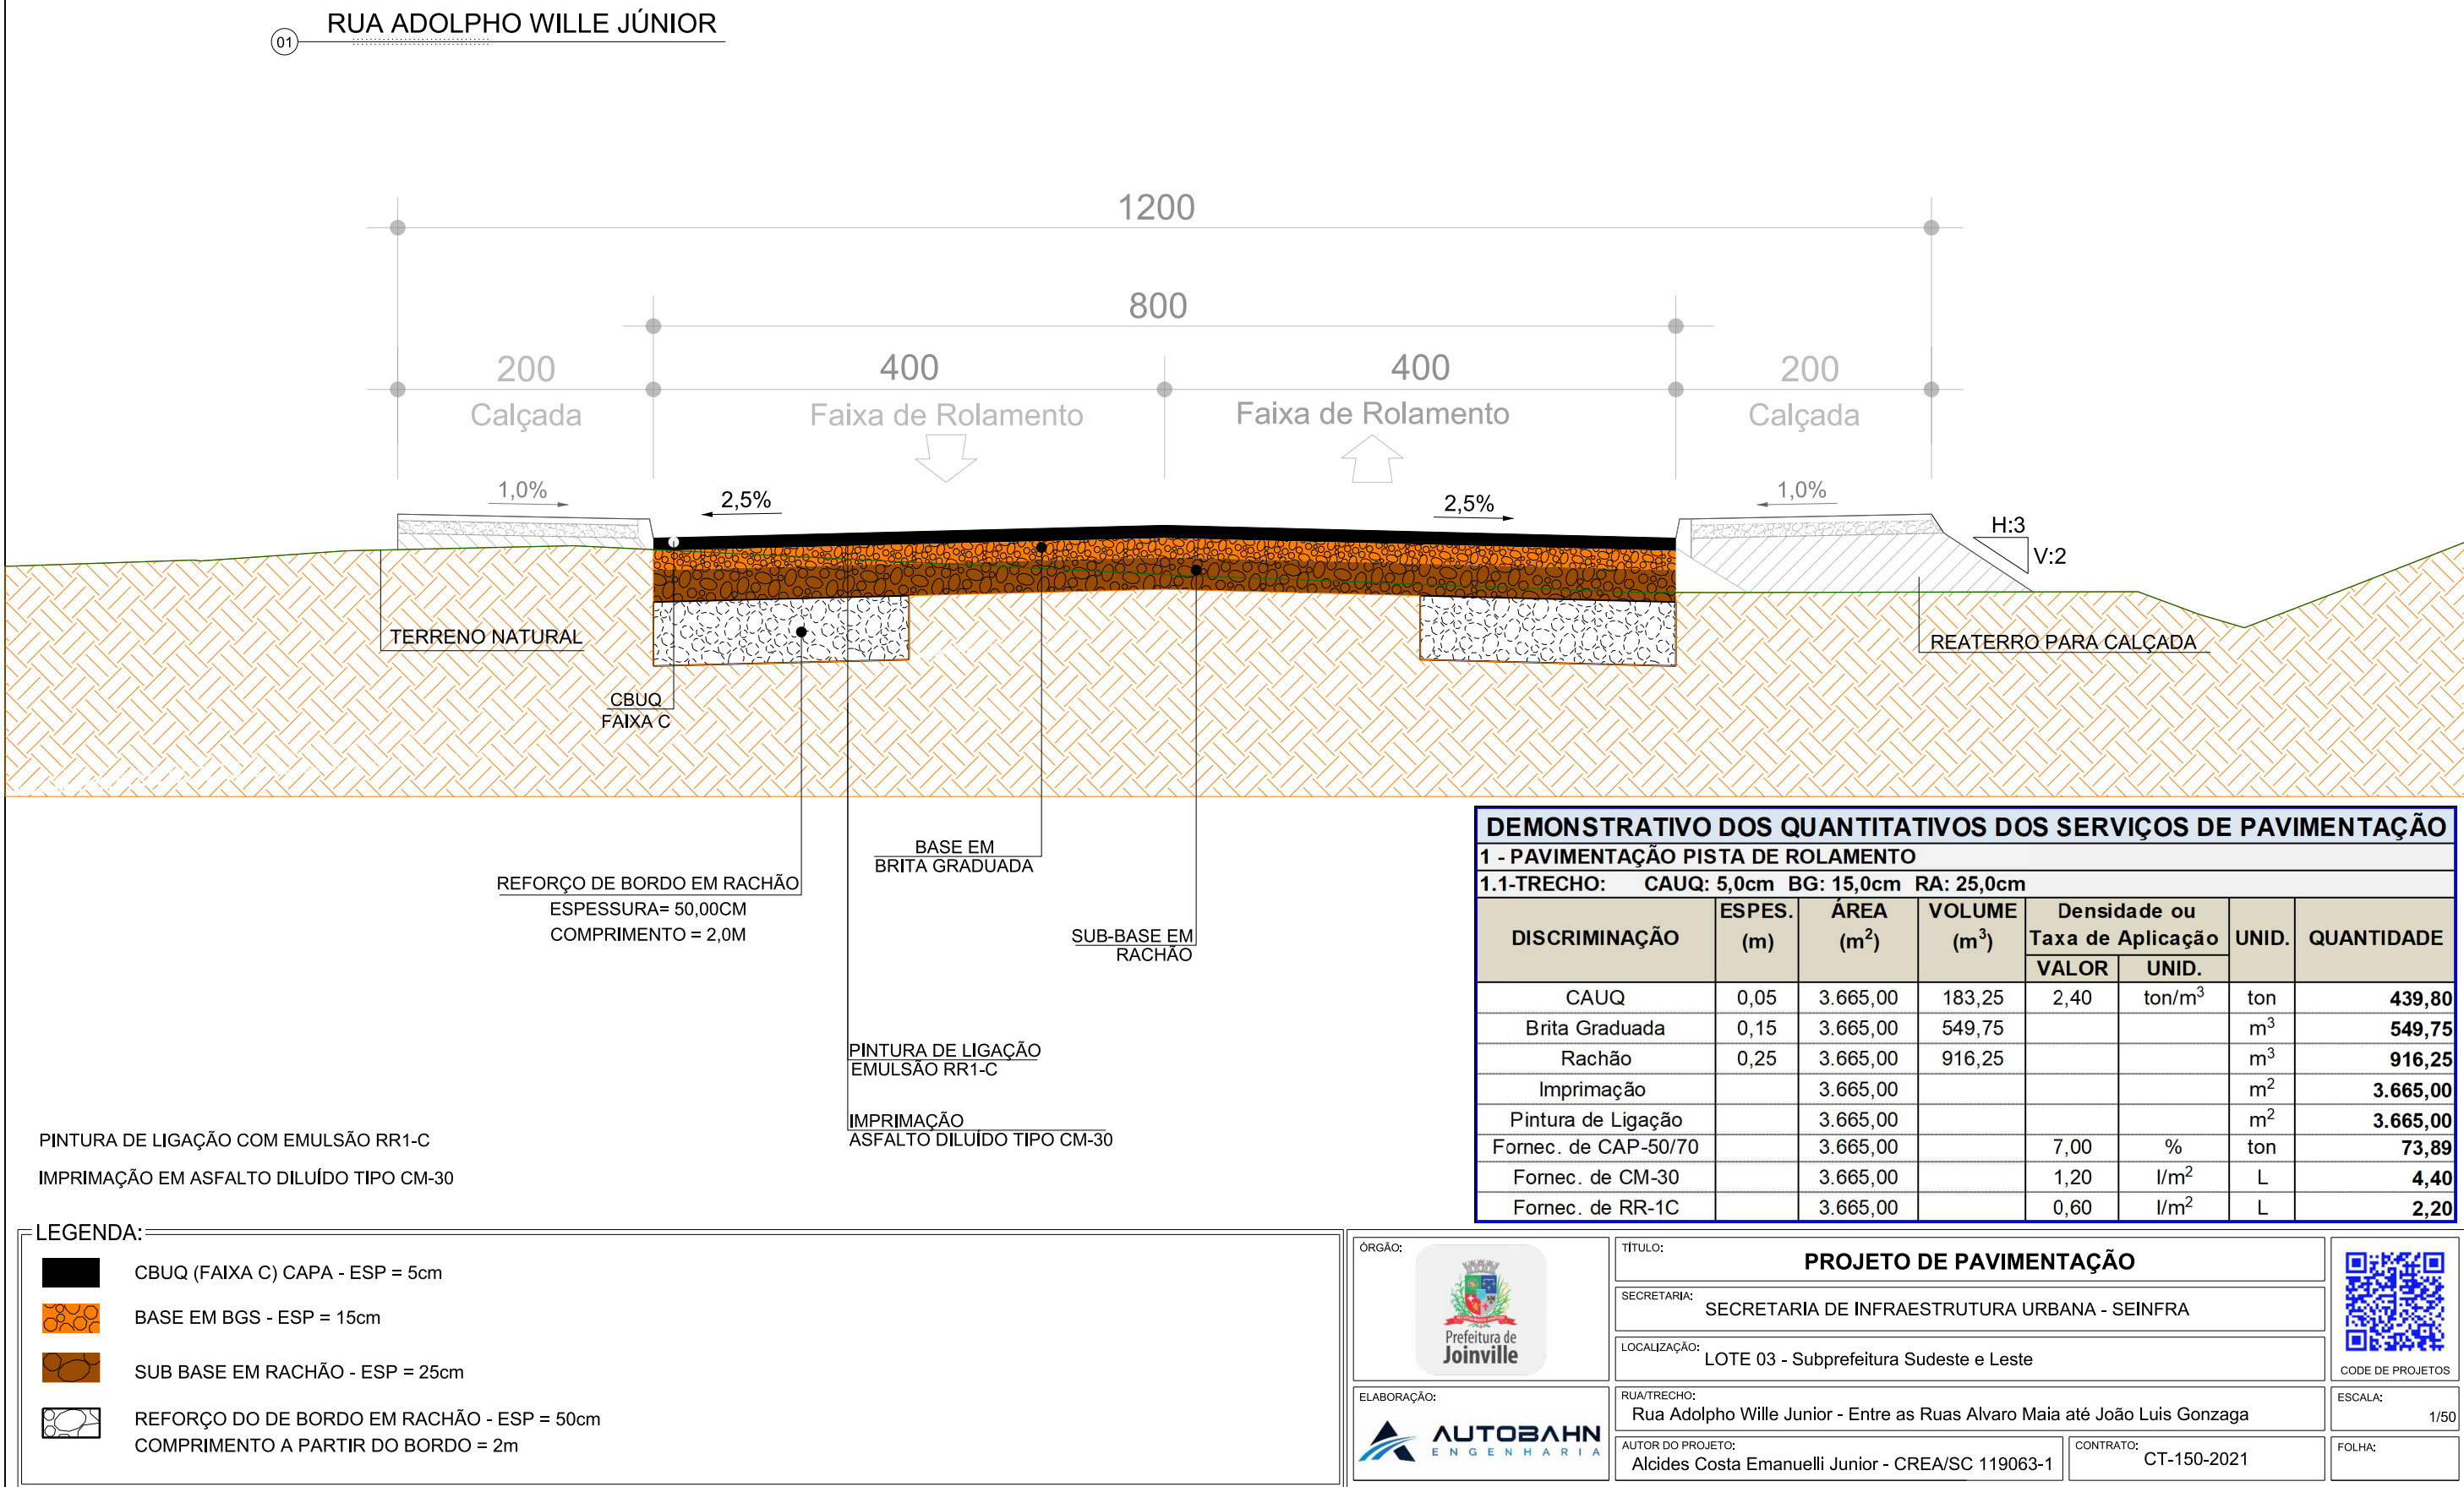 01
RUA ADOLPHO WILLE JÚNIOR
1200
800
200
400
400
200
Calçada
Faixa de Rolamento
Faixa de Rolamento
Calçada
1,0%
2,5%
2,5%
1,0%
H:3
V:2
TERRENO NATURAL
REATERRO PARA CALÇADA
CBUQ
FAIXA C
BASE EM
BRITA GRADUADA
REFORÇO DE BORDO EM RACHÃO
ESPESSURA= 50,00CM
COMPRIMENTO = 2,0M
SUB-BASE EM
RACHÃO
PINTURA DE LIGAÇÃO
EMULSÃO RR1-C
IMPRIMAÇÃO
ASFALTO DILUÍDO TIPO CM-30
PINTURA DE LIGAÇÃO COM EMULSÃO RR1-C
IMPRIMAÇÃO EM ASFALTO DILUÍDO TIPO CM-30
DEMONSTRATIVO DOS QUANTITATIVOS DOS SERVIÇOS DE PAVIMENTAÇÃO
1 - PAVIMENTAÇÃO PISTA DE ROLAMENTO
1.1-TRECHO: CAUQ: 5,0cm BG: 15,0cm RA: 25,0cm
DISCRIMINAÇÃO ESPES. (m) ÁREA (m²) VOLUME (m³) Densidade ou Taxa de Aplicação UNID. QUANTIDADE
VALOR UNID.
CAUQ 0,05 3.665,00 183,25 2,40 ton/m³ ton 439,80
Brita Graduada 0,15 3.665,00 549,75 m³ 549,75
Rachão 0,25 3.665,00 916,25 m³ 916,25
Imprimação 3.665,00 m² 3.665,00
Pintura de Ligação 3.665,00 m² 3.665,00
Fornec. de CAP-50/70 3.665,00 7,00 % ton 73,89
Fornec. de CM-30 3.665,00 1,20 l/m² L 4,40
Fornec. de RR-1C 3.665,00 0,60 l/m² L 2,20
LEGENDA:
CBUQ (FAIXA C) CAPA - ESP = 5cm
BASE EM BGS - ESP = 15cm
SUB BASE EM RACHÃO - ESP = 25cm
REFORÇO DO DE BORDO EM RACHÃO - ESP = 50cm
COMPRIMENTO A PARTIR DO BORDO = 2m
ÓRGÃO:
Prefeitura de
Joinville
ELABORAÇÃO:
AUTOBAHN
ENGENHARIA
TÍTULO:
PROJETO DE PAVIMENTAÇÃO
SECRETARIA:
SECRETARIA DE INFRAESTRUTURA URBANA - SEINFRA
LOCALIZAÇÃO:
LOTE 03 - Subprefeitura Sudeste e Leste
RUA/TRECHO:
Rua Adolpho Wille Junior - Entre as Ruas Alvaro Maia até João Luis Gonzaga
AUTOR DO PROJETO:
Alcides Costa Emanuelli Junior - CREA/SC 119063-1
CONTRATO:
CT-150-2021
CODE DE PROJETOS
ESCALA:
1/50
FOLHA: